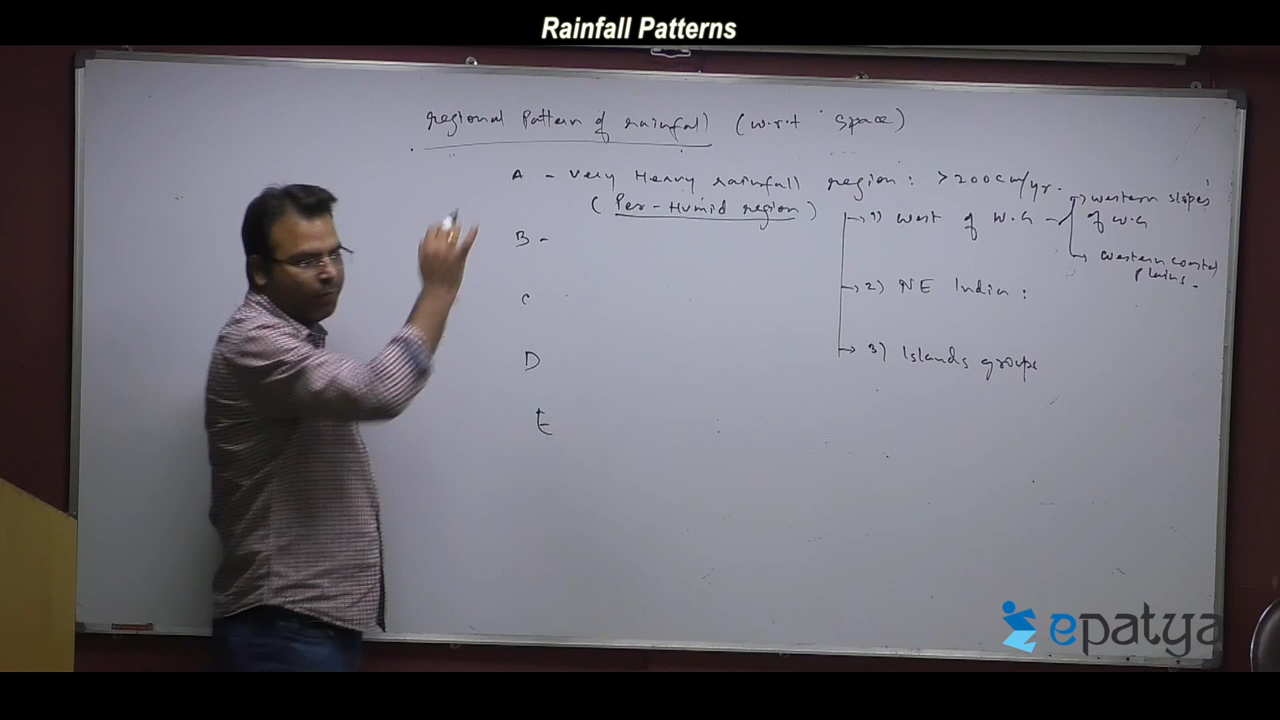 Rainfall Patterns
regional Pattern of rainfall (w.r.t space)
A - Very Heavy rainfall region: >200cm/yr.
(Per-Humid region)
→ 1) West of W.G
→ western slopes
of W.G
→ Western coastal
plains.
B -
→ 2) NE India:
C
→ 3) Islands groups
D
E
epatya